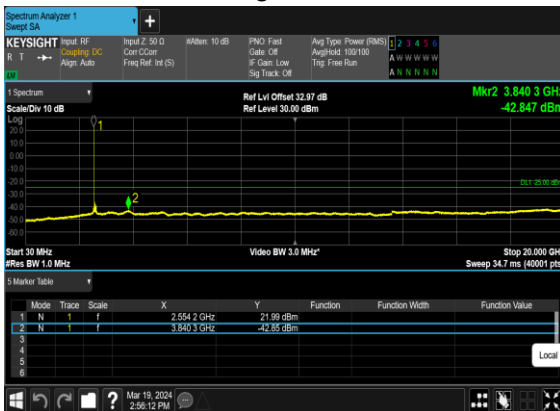 Spectrum Analyzer 1
Swept SA
KEYSIGHT
R T
LV
Input: RF
Coupling: DC
Align: Auto
Input Z: 50 Ω
Corr CCorr
Freq Ref: Int (S)
#Atten: 10 dB
PNO: Fast
Gate: Off
IF Gain: Low
Sig Track: Off
Avg Type: Power (RMS)
Avg|Hold: 100/100
Trig: Free Run
1 2 3 4 5 6
A W W W W W
A N N N N N
1 Spectrum
Scale/Div 10 dB
Ref Lvl Offset 32.97 dB
Ref Level 30.00 dBm
Mkr2 3.840 3 GHz
-42.847 dBm
Log
20.0
10.0
0.00
-10.0
-20.0
-30.0
-40.0
-50.0
-60.0
1
2
DL1 -25.00 dBm
Start 30 MHz
#Res BW 1.0 MHz
Video BW 3.0 MHz*
Stop 20.000 GH
Sweep 34.7 ms (40001 pts
5 Marker Table
Mode Trace Scale X Y Function Function Width Function Value
1 N 1 f 2.554 2 GHz 21.99 dBm
2 N 1 f 3.840 3 GHz -42.85 dBm
3
4
5
6
Local
?
Mar 19, 2024
2:56:12 PM